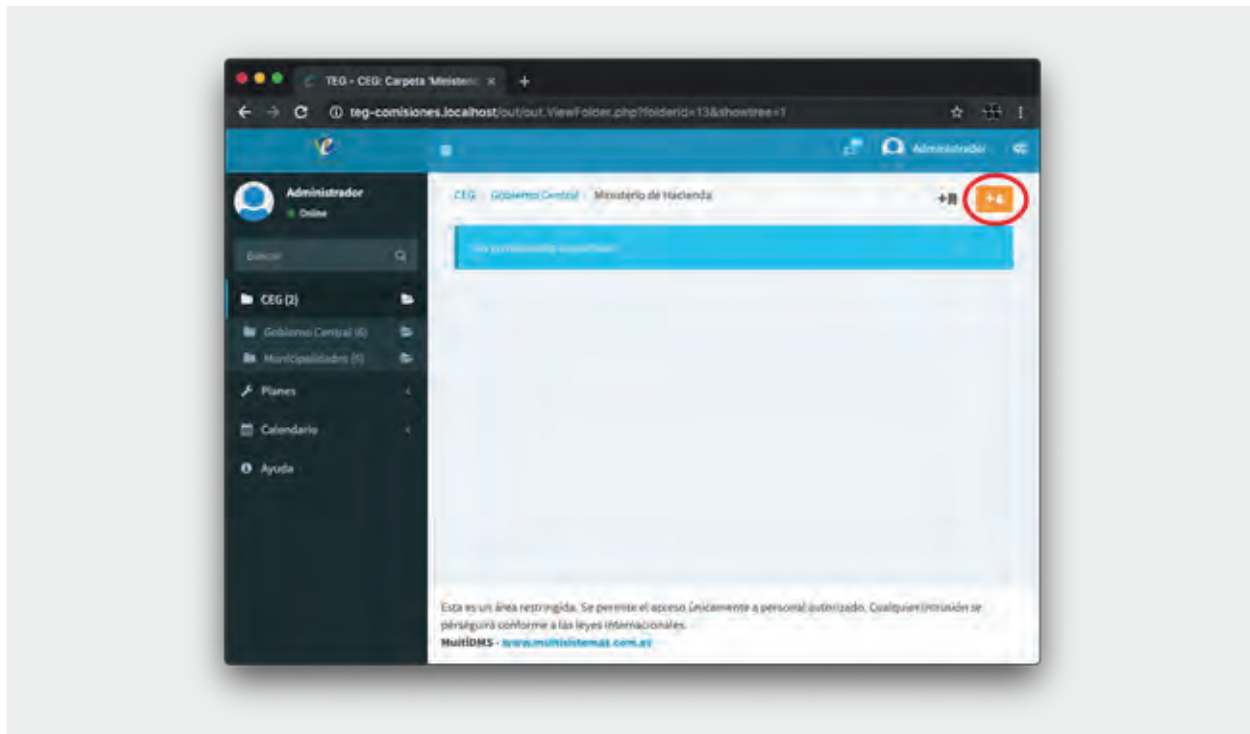 TEG - CEG: Carpeta 'Ministeri
teg-comisiones.localhost/out/out.ViewFolder.php?folderid=13&showtree=1
Administrador
Administrador
Online
CEG Gobierno Central Ministerio de Hacienda
Buscar
CEG (2)
Gobierno Central (6)
Municipalidades
Planes
Calendario
Ayuda
Esta es un área restringida. Se permite el acceso únicamente a personal autorizado. Cualquier intrusión se
perseguirá conforme a las leyes internacionales.
MultiDMS - www.multisistemas.com.sv